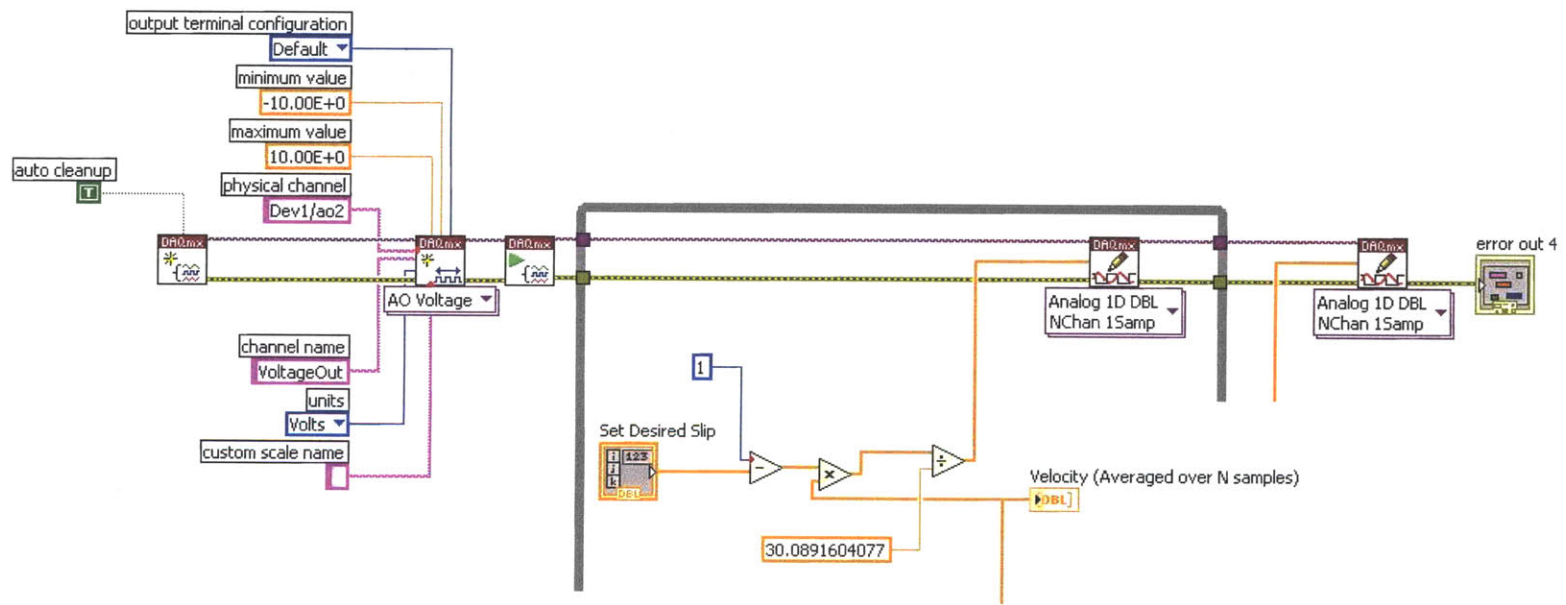 output terminal configuration
Default
minimum value
-10.00E+0
maximum value
10.00E+0
auto cleanup
T
physical channel
Dev1/ao2
DAQmx
DAQmx
DAQmx
DAQmx
DAQmx
error out 4
AO Voltage
Analog 1D DBL
NChan 1Samp
Analog 1D DBL
NChan 1Samp
channel name
VoltageOut
units
Volts
custom scale name
1
Set Desired Slip
i
j
k
123
DBL
-
x
÷
Velocity (Averaged over N samples)
DBL]
30.0891604077